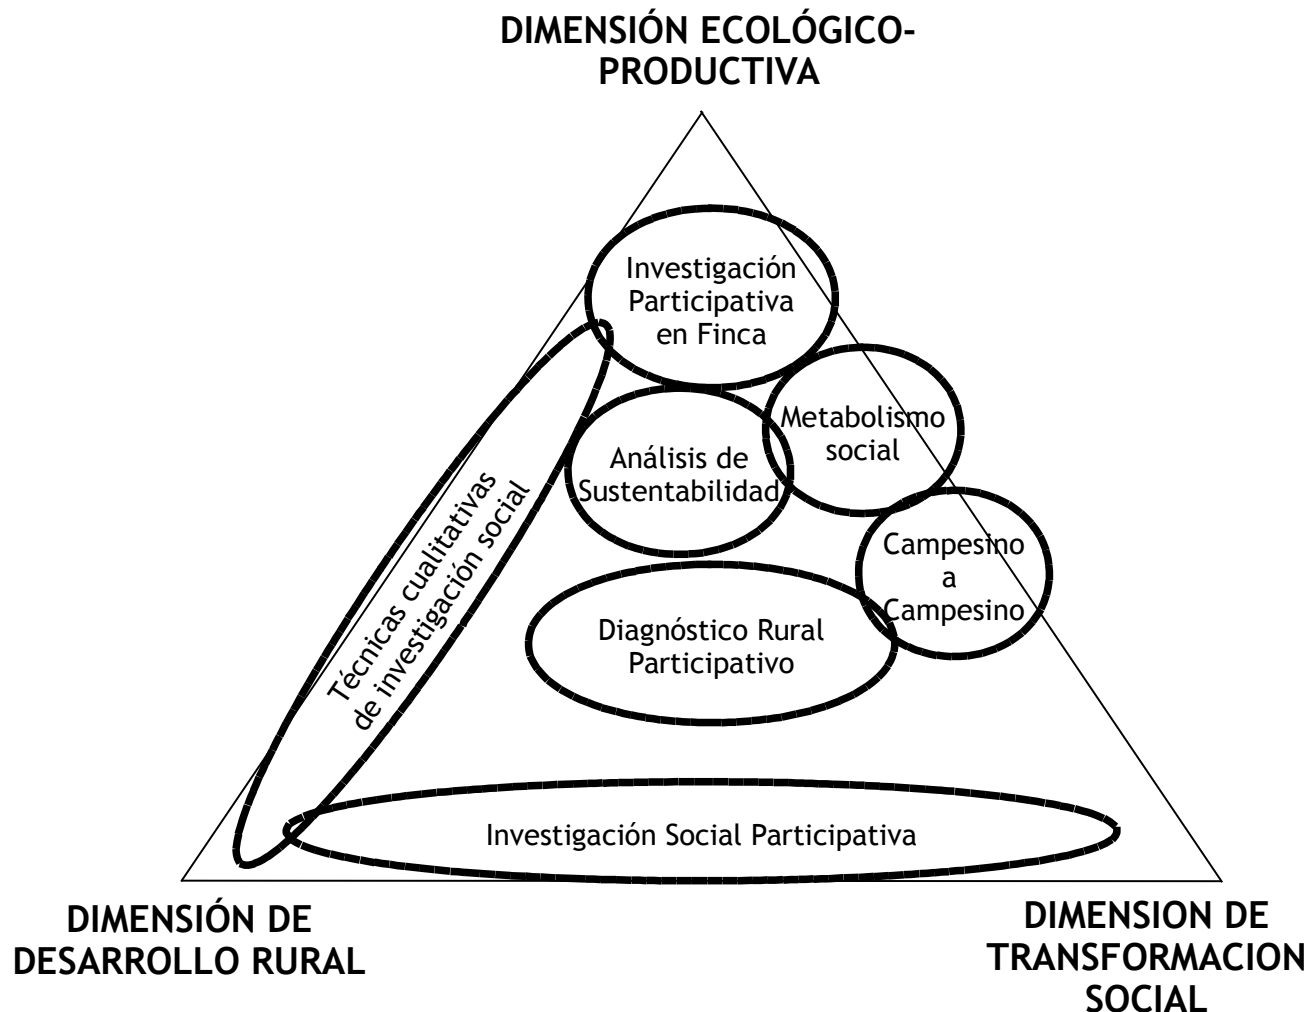 DIMENSIÓN ECOLÓGICO-
PRODUCTIVA
Investigación
Participativa
en Finca
Metabolismo
social
Análisis de
Sustentabilidad
Técnicas cualitativas
de investigación social
Campesino
a
Campesino
Diagnóstico Rural
Participativo
Investigación Social Participativa
DIMENSIÓN DE
DESARROLLO RURAL
DIMENSION DE
TRANSFORMACION
SOCIAL